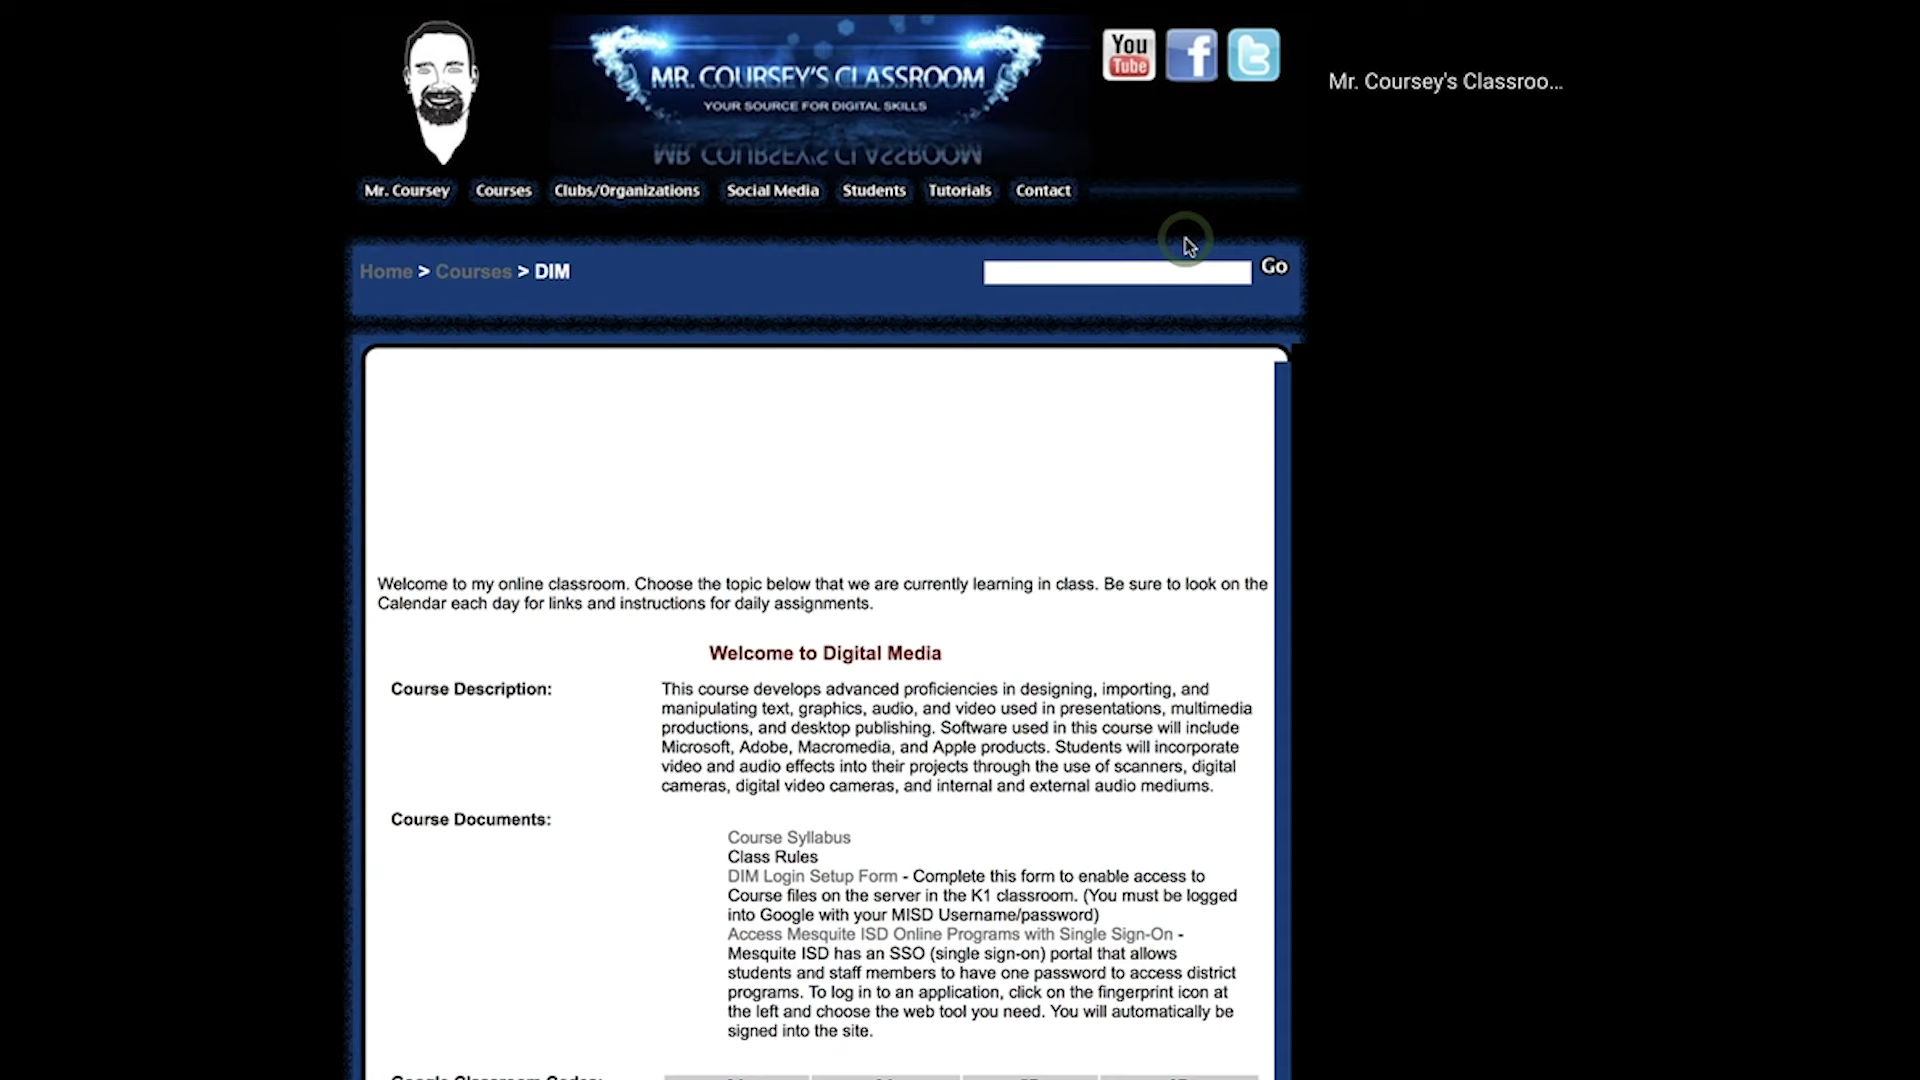 MR. COURSEY'S CLASSROOM
YOUR SOURCE FOR DIGITAL SKILLS
You
Tube
f
t
Mr. Coursey's Classroo...
Mr. Coursey Courses Clubs/Organizations Social Media Students Tutorials Contact
Home > Courses > DIM
Go
Welcome to my online classroom. Choose the topic below that we are currently learning in class. Be sure to look on the
Calendar each day for links and instructions for daily assignments.
Welcome to Digital Media
Course Description:
This course develops advanced proficiencies in designing, importing, and
manipulating text, graphics, audio, and video used in presentations, multimedia
productions, and desktop publishing. Software used in this course will include
Microsoft, Adobe, Macromedia, and Apple products. Students will incorporate
video and audio effects into their projects through the use of scanners, digital
cameras, digital video cameras, and internal and external audio mediums.
Course Documents:
Course Syllabus
Class Rules
DIM Login Setup Form - Complete this form to enable access to
Course files on the server in the K1 classroom. (You must be logged
into Google with your MISD Username/password)
Access Mesquite ISD Online Programs with Single Sign-On -
Mesquite ISD has an SSO (single sign-on) portal that allows
students and staff members to have one password to access district
programs. To log in to an application, click on the fingerprint icon at
the left and choose the web tool you need. You will automatically be
signed into the site.
Google Classroom Codes: